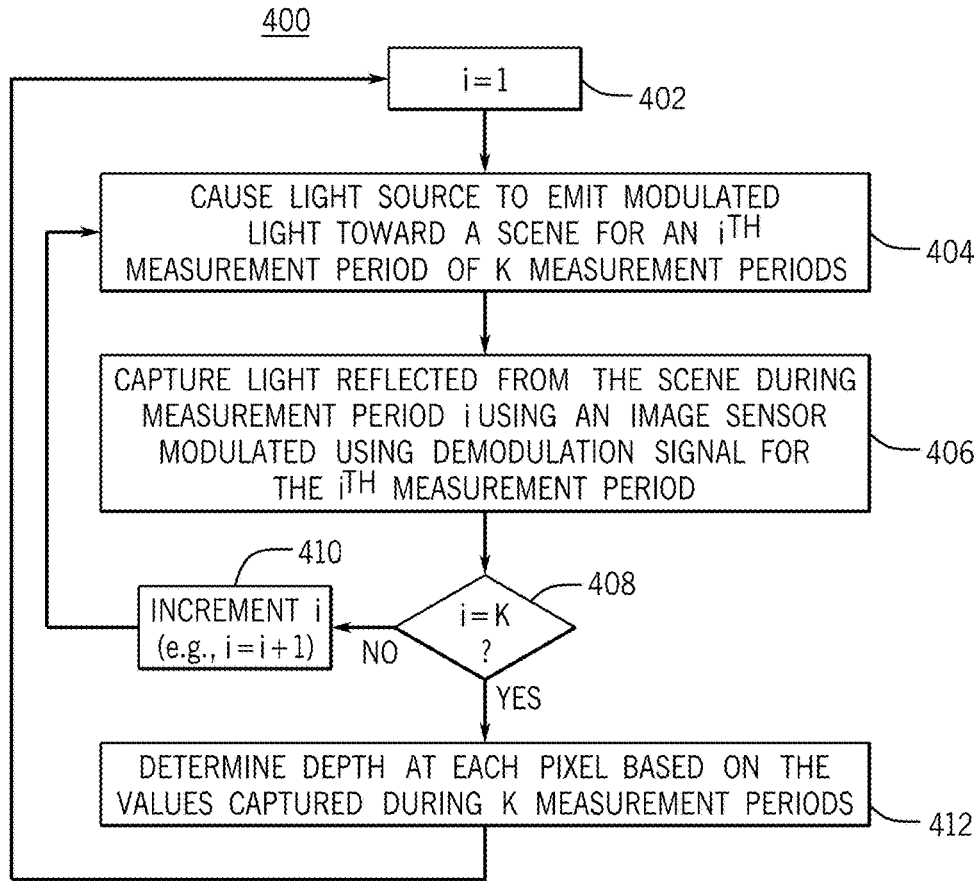 400
i=1
402
CAUSE LIGHT SOURCE TO EMIT MODULATED
LIGHT TOWARD A SCENE FOR AN iTH
MEASUREMENT PERIOD OF K MEASUREMENT PERIODS
404
CAPTURE LIGHT REFLECTED FROM THE SCENE DURING
MEASUREMENT PERIOD i USING AN IMAGE SENSOR
MODULATED USING DEMODULATION SIGNAL FOR
THE iTH MEASUREMENT PERIOD
406
410
INCREMENT i
(e.g., i=i+1)
408
i=K
?
NO
YES
DETERMINE DEPTH AT EACH PIXEL BASED ON THE
VALUES CAPTURED DURING K MEASUREMENT PERIODS
412